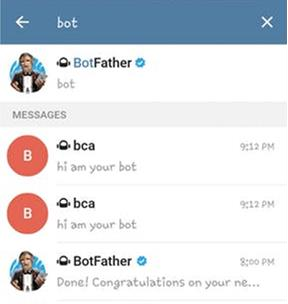 bot
BotFather
bot
MESSAGES
bca 9:12 PM
hi am your bot
bca 9:12 PM
hi am your bot
BotFather 8:00 PM
Done! Congratulations on your ne...
B
B